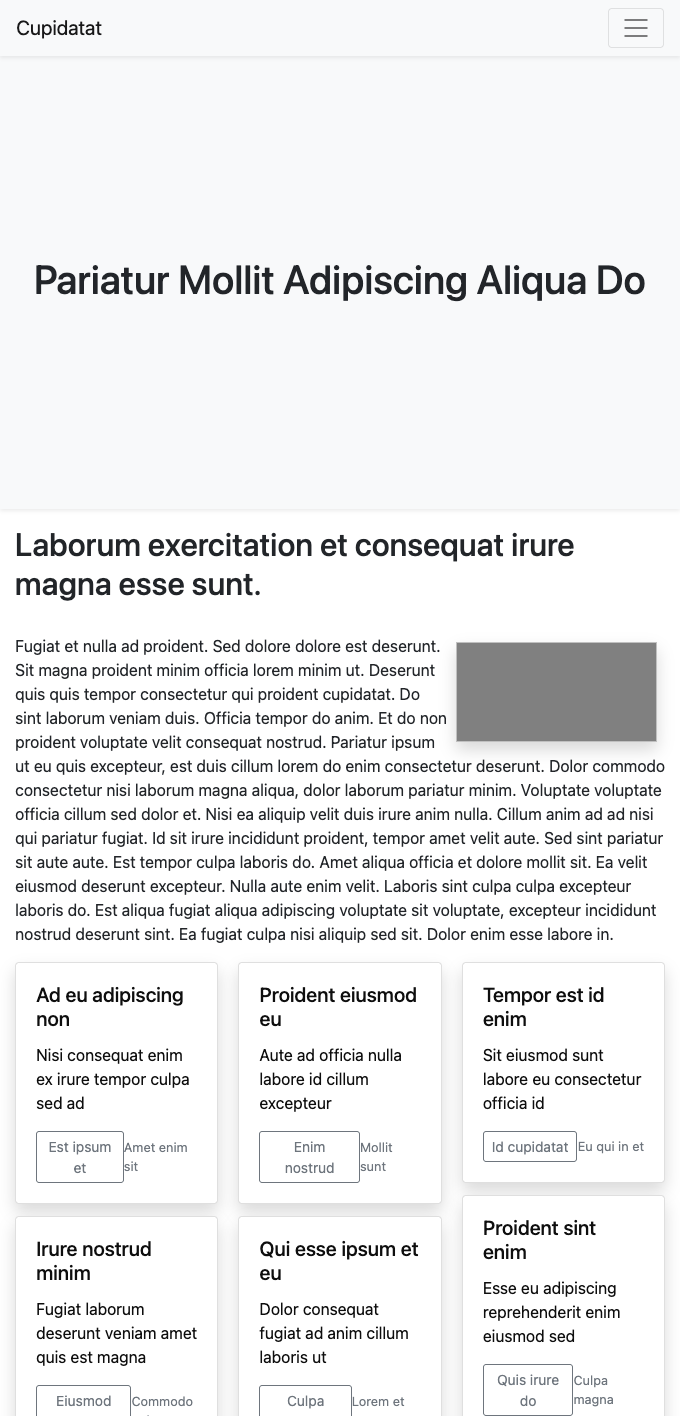 Cupidatat
Pariatur Mollit Adipiscing Aliqua Do
Laborum exercitation et consequat irure
magna esse sunt.
Fugiat et nulla ad proident. Sed dolore dolore est deserunt.
Sit magna proident minim officia lorem minim ut. Deserunt
quis quis tempor consectetur qui proident cupidatat. Do
sint laborum veniam duis. Officia tempor do anim. Et do non
proident voluptate velit consequat nostrud. Pariatur ipsum
ut eu quis excepteur, est duis cillum lorem do enim consectetur deserunt. Dolor commodo
consectetur nisi laborum magna aliqua, dolor laborum pariatur minim. Voluptate voluptate
officia cillum sed dolor et. Nisi ea aliquip velit duis irure anim nulla. Cillum anim ad ad nisi
qui pariatur fugiat. Id sit irure incididunt proident, tempor amet velit aute. Sed sint pariatur
sit aute aute. Est tempor culpa laboris do. Amet aliqua officia et dolore mollit sit. Ea velit
eiusmod deserunt excepteur. Nulla aute enim velit. Laboris sint culpa culpa excepteur
laboris do. Est aliqua fugiat aliqua adipiscing voluptate sit voluptate, excepteur incididunt
nostrud deserunt sint. Ea fugiat culpa nisi aliquip sed sit. Dolor enim esse labore in.
Ad eu adipiscing
non
Nisi consequat enim
ex irure tempor culpa
sed ad
Est ipsum
et
Amet enim
sit
Irure nostrud
minim
Fugiat laborum
deserunt veniam amet
quis est magna
Eiusmod
Commodo
Proident eiusmod
eu
Aute ad officia nulla
labore id cillum
excepteur
Enim
nostrud
Mollit
sunt
Qui esse ipsum et
eu
Dolor consequat
fugiat ad anim cillum
laboris ut
Culpa
Lorem et
Tempor est id
enim
Sit eiusmod sunt
labore eu consectetur
officia id
Id cupidatat
Eu qui in et
Proident sint
enim
Esse eu adipiscing
reprehenderit enim
eiusmod sed
Quis irure
do
Culpa
magna